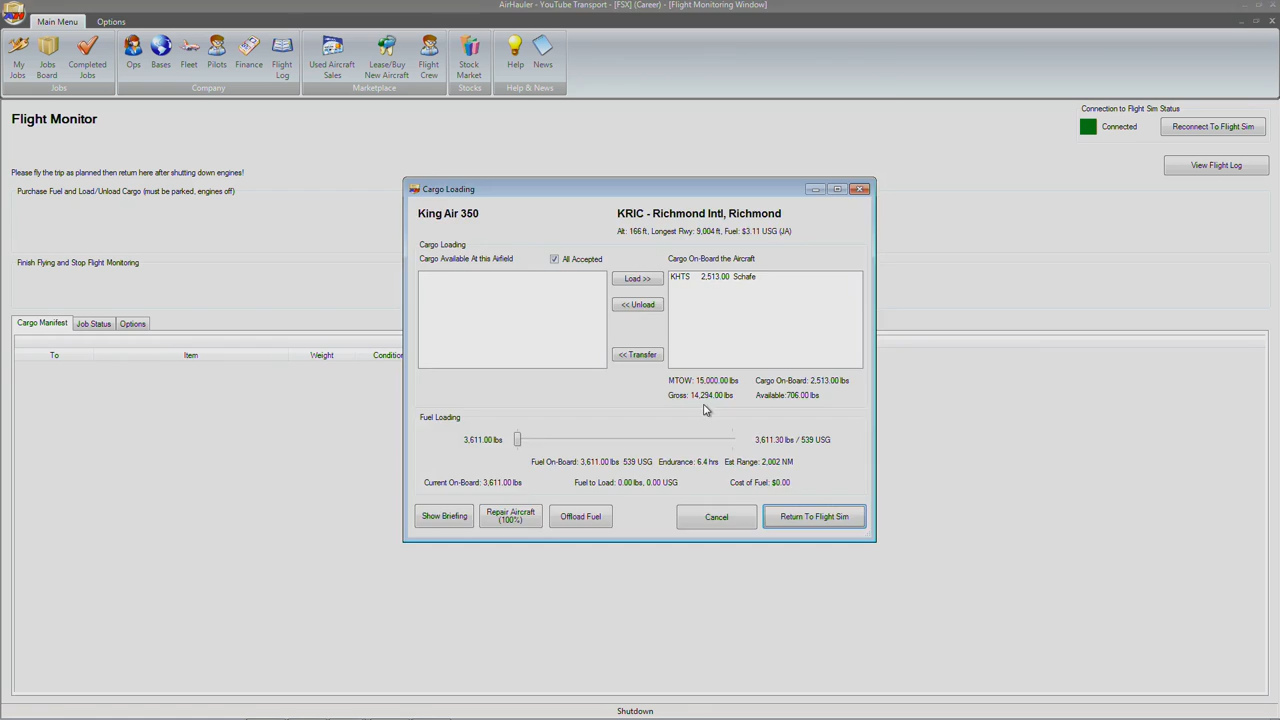 AirHauler - YouTube Transport - [FSX] (Career) - [Flight Monitoring Window]
Main Menu Options
My Jobs
Jobs Board
Completed Jobs
Jobs
Ops
Bases
Fleet
Pilots
Finance
Flight Log
Company
Used Aircraft Sales
Lease/Buy New Aircraft
Flight Crew
Marketplace
Stock Market
Stocks
Help
News
Help & News
Flight Monitor
Connection to Flight Sim Status
Connected
Reconnect To Flight Sim
View Flight Log
Please fly the trip as planned then return here after shutting down engines!
Purchase Fuel and Load/Unload Cargo (must be parked, engines off)
Finish Flying and Stop Flight Monitoring
Cargo Manifest Job Status Options
To Item Weight Condition
Cargo Loading
King Air 350
KRIC - Richmond Intl, Richmond
Alt: 166 ft, Longest Rwy: 9,004 ft, Fuel: $3.11 USG (JA)
Cargo Loading
Cargo Available At this Airfield
All Accepted
Cargo On-Board the Aircraft
Load >>
<< Unload
<< Transfer
KHTS 2,513.00 Schafe
MTOW: 15,000.00 lbs Cargo On-Board: 2,513.00 lbs
Gross: 14,294.00 lbs Available:706.00 lbs
Fuel Loading
3,611.00 lbs
3,611.30 lbs / 539 USG
Fuel On-Board: 3,611.00 lbs 539 USG Endurance: 6.4 hrs Est Range: 2,002 NM
Current On-Board: 3,611.00 lbs Fuel to Load: 0.00 lbs, 0.00 USG Cost of Fuel: $0.00
Show Briefing
Repair Aircraft (100%)
Offload Fuel
Cancel
Return To Flight Sim
Shutdown